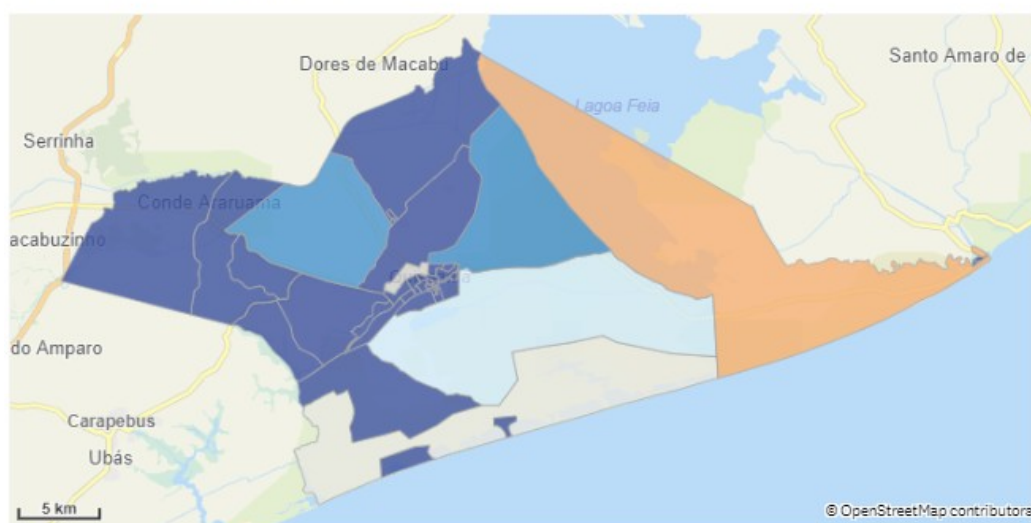 Dores de Macabu
Santo Amaro de
Lagoa Feia
Serrinha
Conde Araruama
acabuzinho
do Amparo
Carapebus
Ubás
5 km
© OpenStreetMap contributors